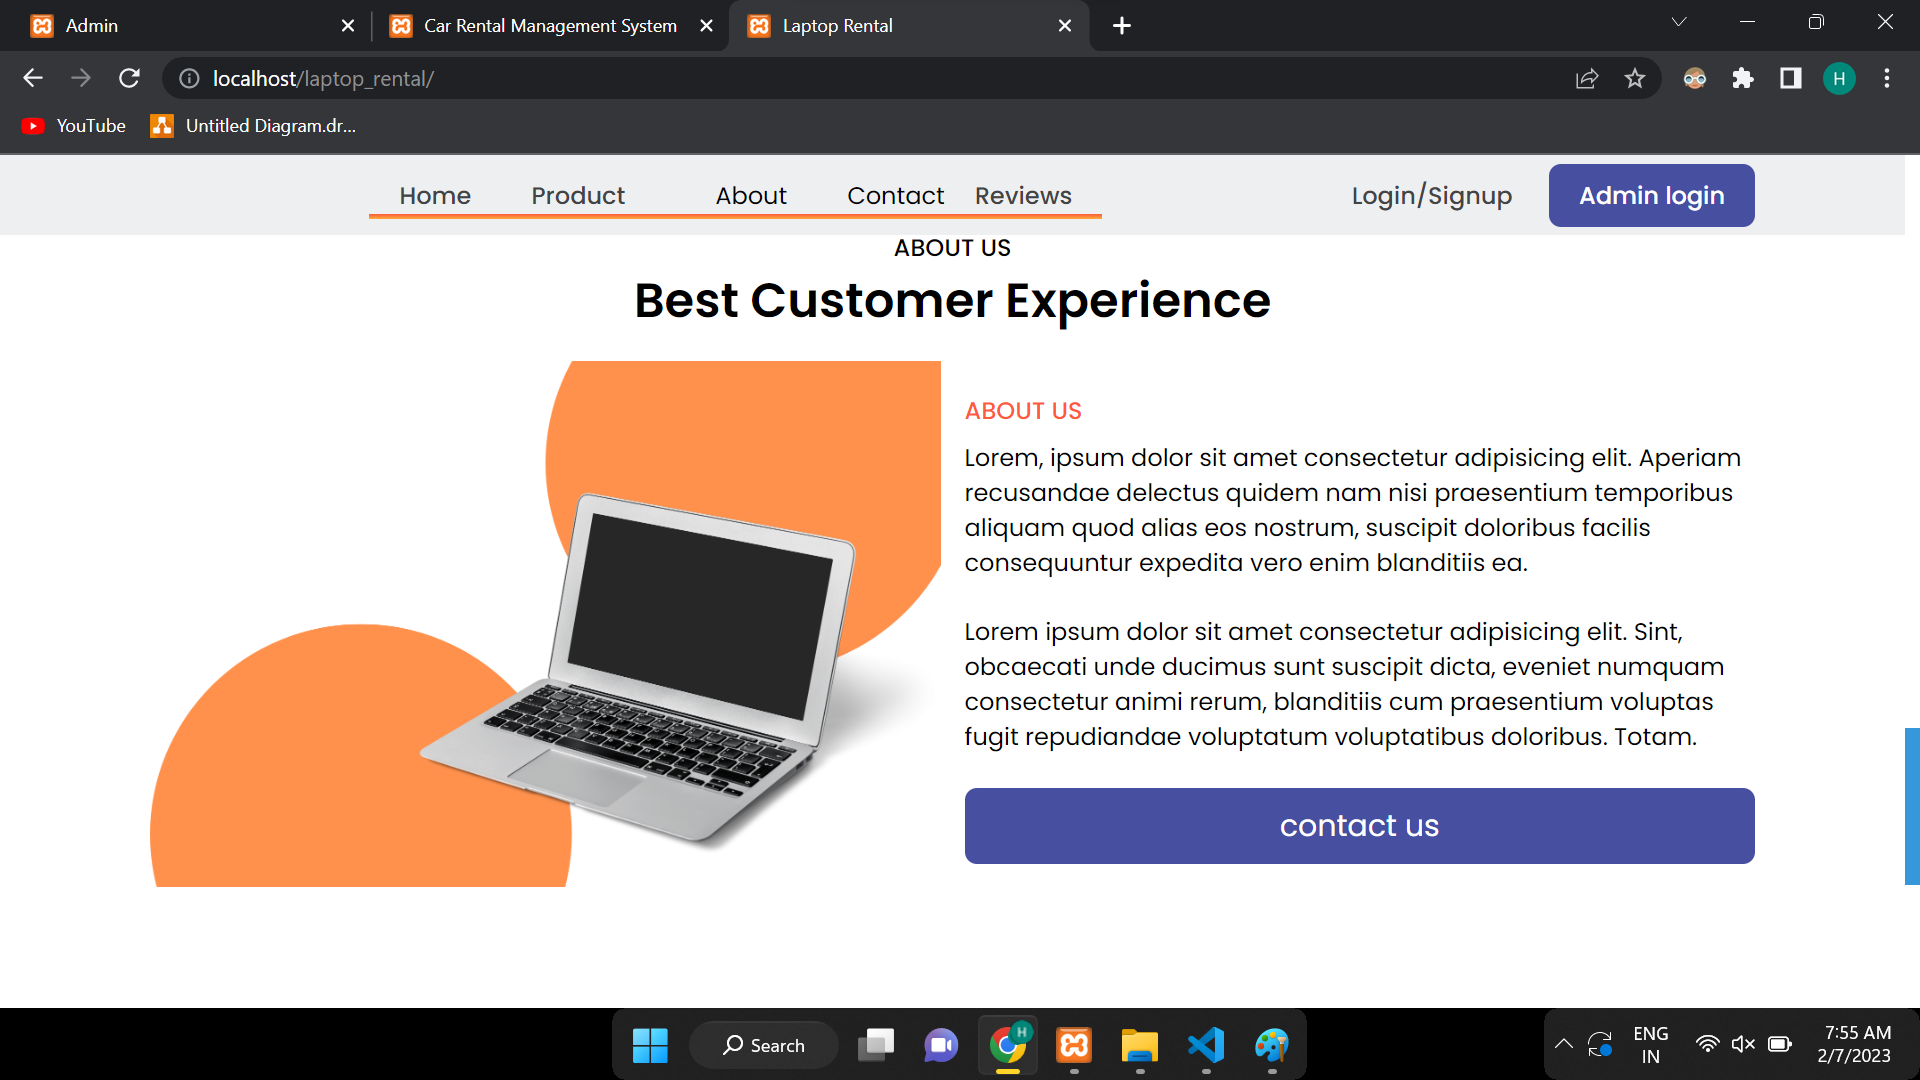 Admin
Car Rental Management System
Laptop Rental
localhost/laptop_rental/
H
YouTube
Untitled Diagram.dr...
Home Product About Contact Reviews Login/Signup Admin login
ABOUT US
Best Customer Experience
ABOUT US
Lorem, ipsum dolor sit amet consectetur adipisicing elit. Aperiam
recusandae delectus quidem nam nisi praesentium temporibus
aliquam quod alias eos nostrum, suscipit doloribus facilis
consequuntur expedita vero enim blanditiis ea.
Lorem ipsum dolor sit amet consectetur adipisicing elit. Sint,
obcaecati unde ducimus sunt suscipit dicta, eveniet numquam
consectetur animi rerum, blanditiis cum praesentium voluptas
fugit repudiandae voluptatum voluptatibus doloribus. Totam.
contact us
Search
H
ENG
IN
7:55 AM
2/7/2023